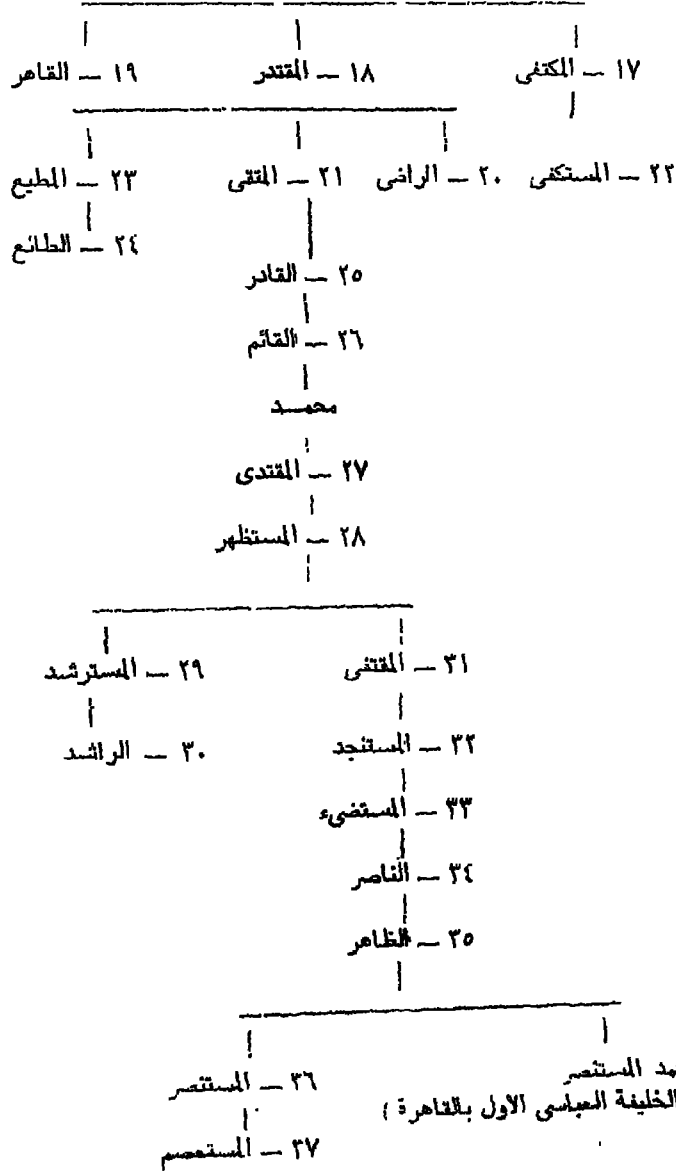 ١٧ — المكتفى ١٨ — المقتدر ١٩ — القاهر
٢٢ — المستكفى ٢٠ — الراضى ٢١ — المتقى ٢٣ — المطيع
٢٤ — الطائع
٢٥ — القادر
٢٦ — القائم
محمد
٢٧ — المقتدى
٢٨ — المستظهر
٣١ — المقتفى ٢٩ — المسترشد
٣٢ — المستنجد ٣٠ — الراشد
٣٣ — المستضىء
٣٤ — الناصر
٣٥ — الظاهر
المستنصر ٣٦ — المستنصر
الخليفة العباسى الاول بالقاهرة )
٣٧ — المستعصم